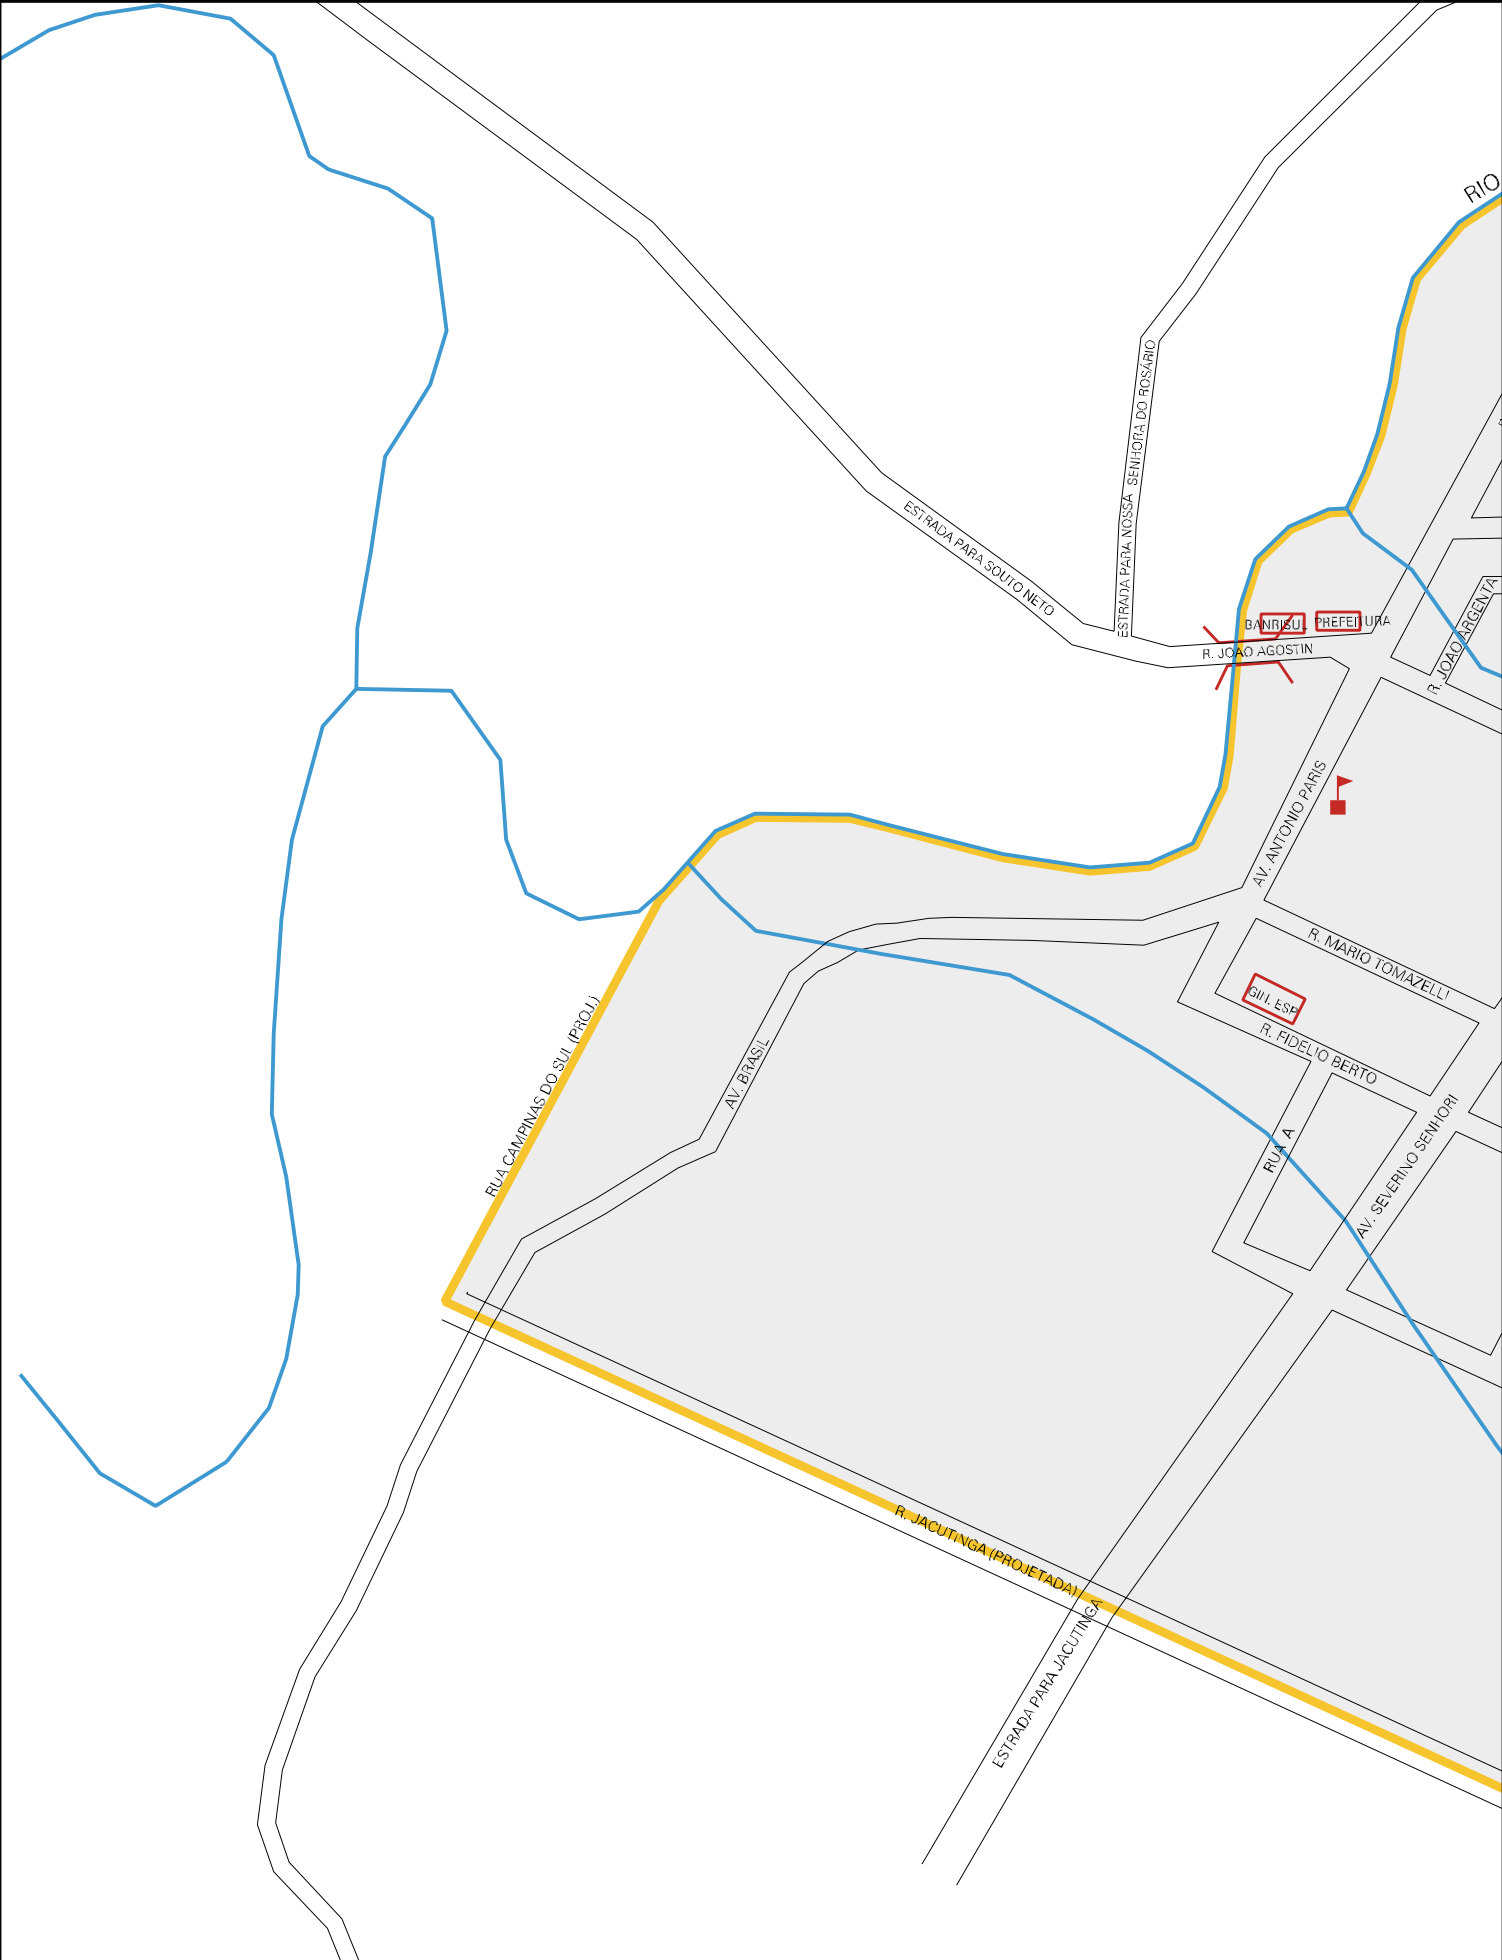 RIO
ESTRADA PARA NOSSA SENHORA DO ROSÁRIO
ESTRADA PARA SOUTO NETO
BANRISUL
PREFEITURA
R. JOAO AGOSTIN
R. JOAO ARGENTA
AV. ANTONIO PARIS
R. MARIO TOMAZELLI
GIN. ESP
R. FIDELIO BERTO
RUA CAMPINAS DO SUL (PROJ.)
AV. BRASIL
RUA A
AV. SEVERINO SENHORI
R. JACUTINGA (PROJETADA)
ESTRADA PARA JACUTINGA